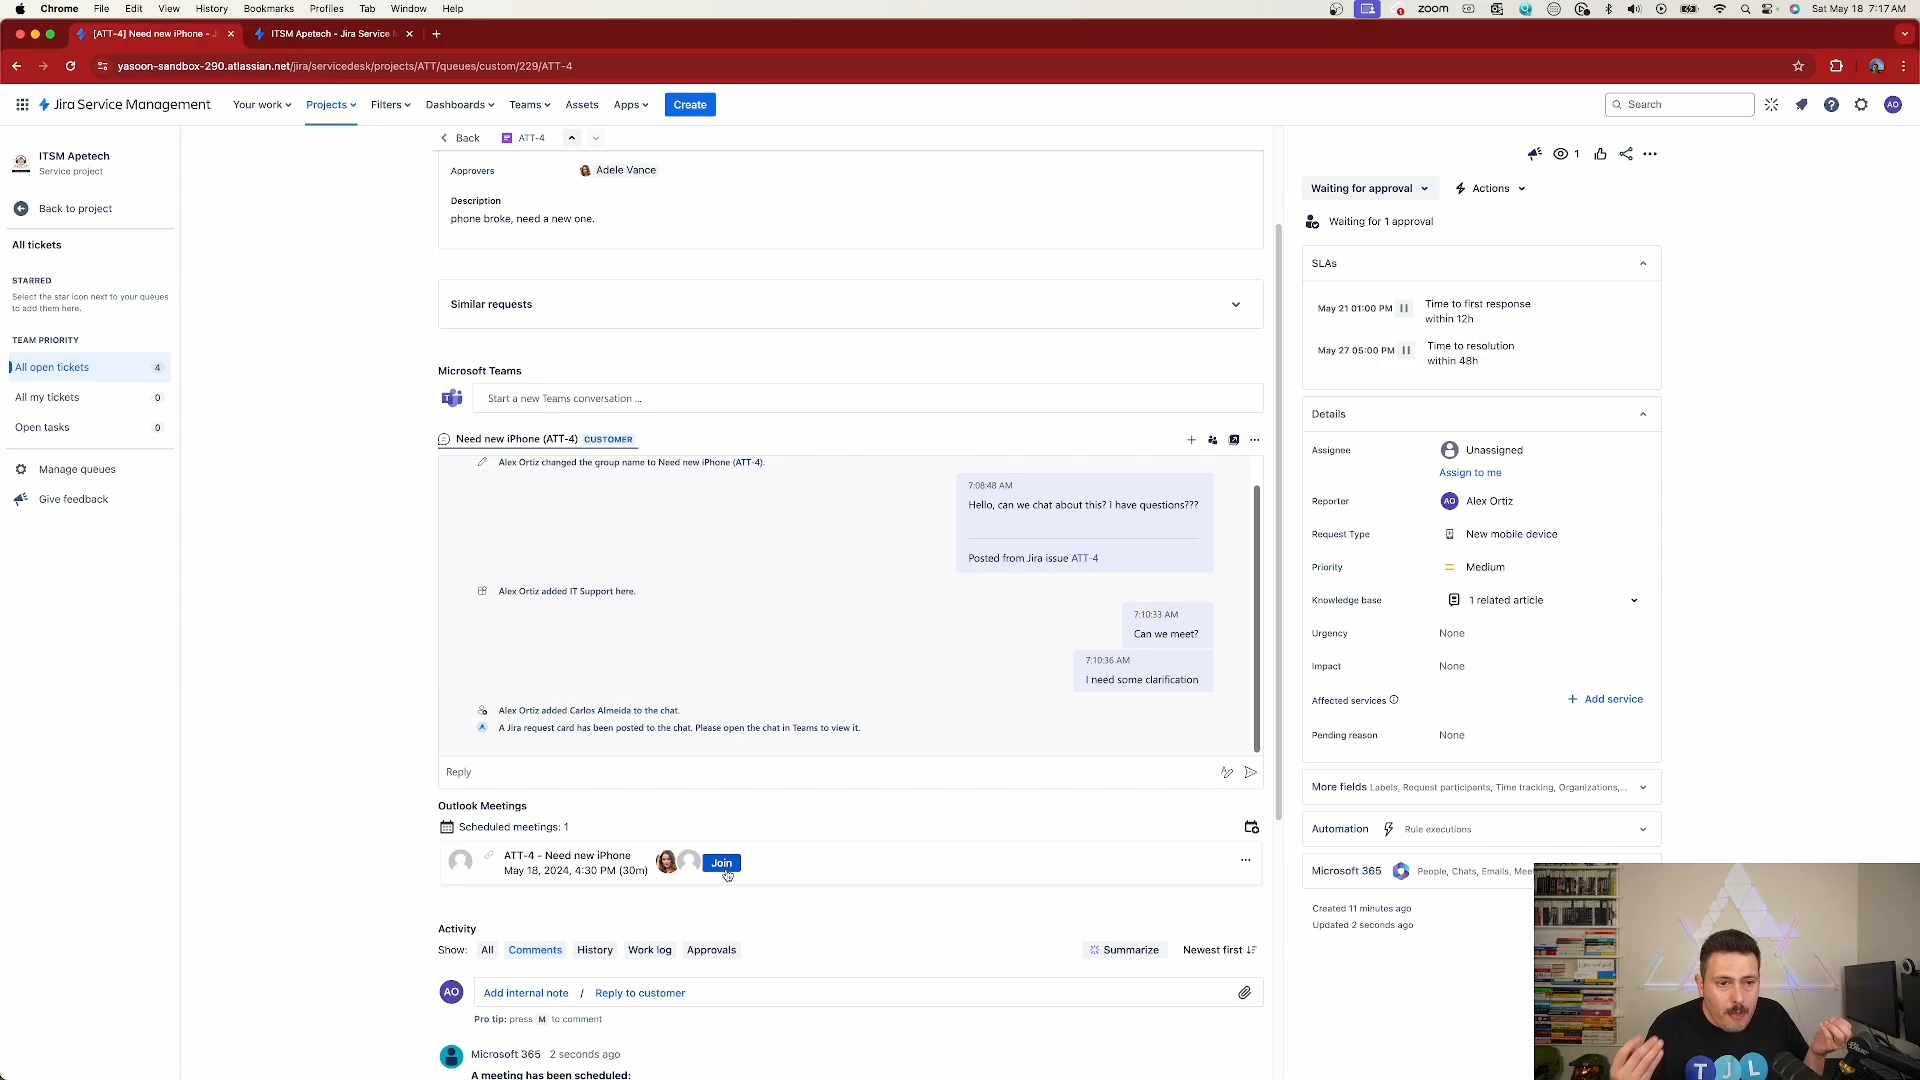 Chrome File Edit View History Bookmarks Profiles Tab Window Help
zoom
Sat May 18 7:17 AM
[ATT-4] Need new iPhone - J
ITSM Apetech - Jira Service M
yasoon-sandbox-290.atlassian.net/jira/servicedesk/projects/ATT/queues/custom/229/ATT-4
Jira Service Management
Your work
Projects
Filters
Dashboards
Teams
Assets
Apps
Create
Search
AO
ITSM Apetech
Service project
Back to project
All tickets
STARRED
Select the star icon next to your queues
to add them here.
TEAM PRIORITY
All open tickets 4
All my tickets 0
Open tasks 0
Manage queues
Give feedback
Back
ATT-4
Approvers
Adele Vance
Description
phone broke, need a new one.
Similar requests
Microsoft Teams
Start a new Teams conversation ...
Need new iPhone (ATT-4) CUSTOMER
Alex Ortiz changed the group name to Need new iPhone (ATT-4).
7:08:48 AM
Hello, can we chat about this? I have questions???
Posted from Jira issue ATT-4
Alex Ortiz added IT Support here.
7:10:33 AM
Can we meet?
7:10:36 AM
I need some clarification
Alex Ortiz added Carlos Almeida to the chat.
A Jira request card has been posted to the chat. Please open the chat in Teams to view it.
Reply
Outlook Meetings
Scheduled meetings: 1
ATT-4 - Need new iPhone
May 18, 2024, 4:30 PM (30m)
Join
Activity
Show: All Comments History Work log Approvals
Summarize
Newest first
AO
Add internal note / Reply to customer
Pro tip: press M to comment
Microsoft 365 2 seconds ago
A meeting has been scheduled:
1
Waiting for approval
Actions
Waiting for 1 approval
SLAs
May 21 01:00 PM
Time to first response
within 12h
May 27 05:00 PM
Time to resolution
within 48h
Details
Assignee
Unassigned
Assign to me
Reporter
AO Alex Ortiz
Request Type
New mobile device
Priority
Medium
Knowledge base
1 related article
Urgency
None
Impact
None
Affected services
Add service
Pending reason
None
More fields Labels, Request participants, Time tracking, Organizations,...
Automation
Rule executions
Microsoft 365
People, Chats, Emails, Mee
Created 11 minutes ago
Updated 2 seconds ago
TJL
Blue